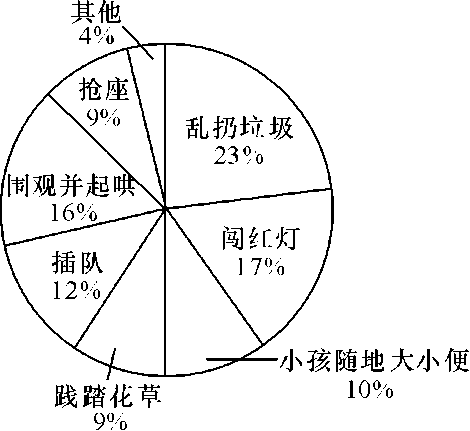 其他
4%
抢座
9%
乱扔垃圾
23%
围观并起哄
16%
闯红灯
17%
插队
12%
小孩随地大小便
10%
践踏花草
9%